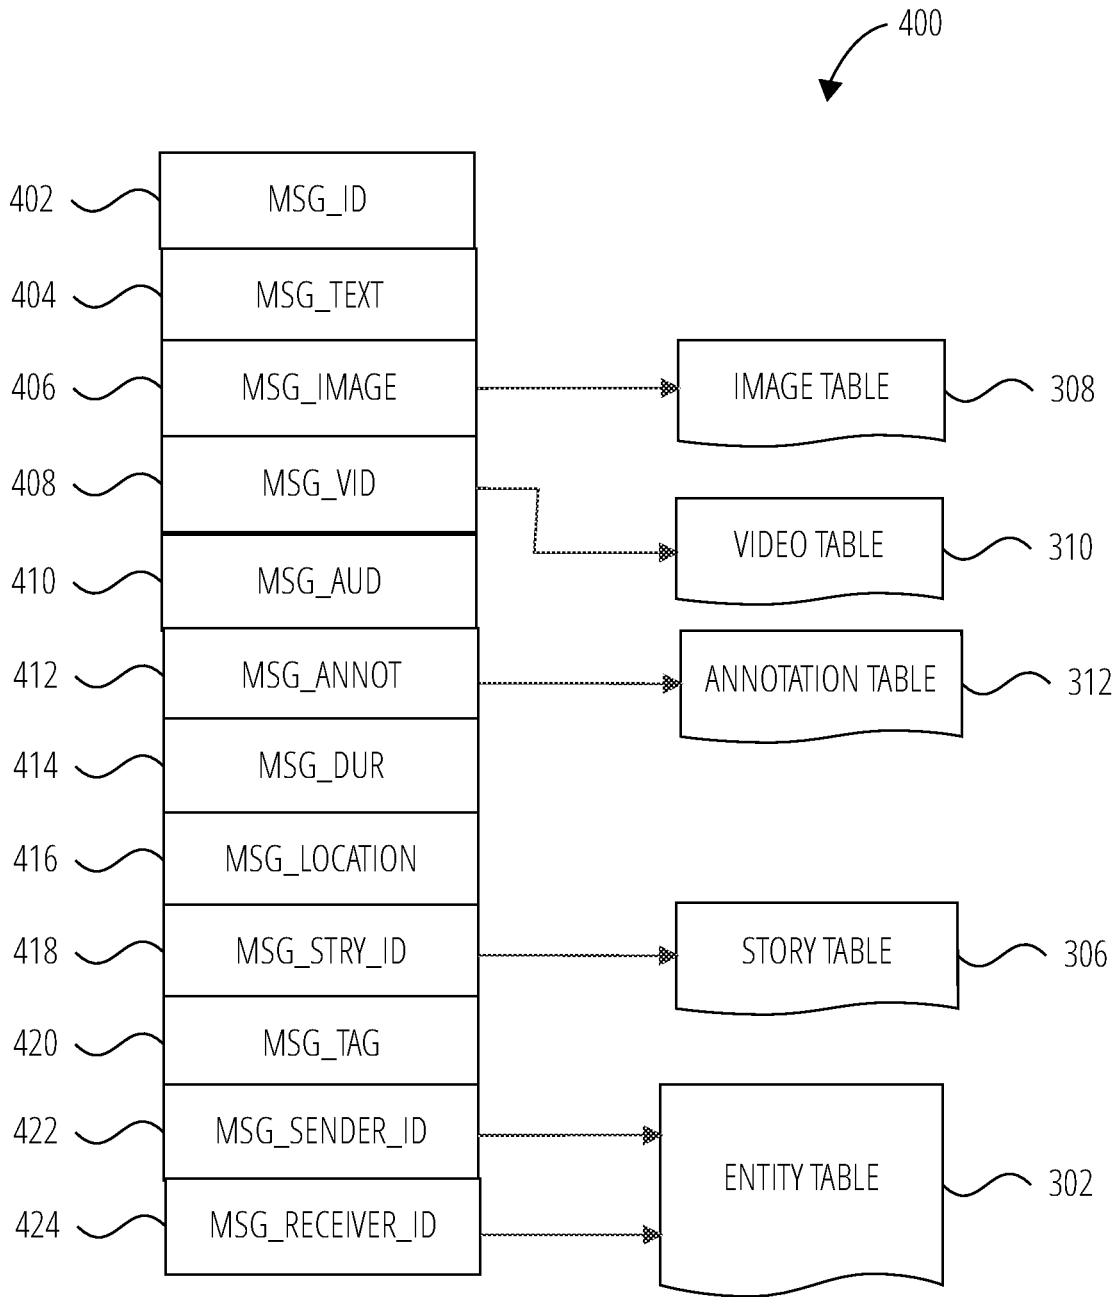 400
402 MSG_ID
404 MSG_TEXT
406 MSG_IMAGE IMAGE TABLE 308
408 MSG_VID VIDEO TABLE 310
410 MSG_AUD
412 MSG_ANNOT ANNOTATION TABLE 312
414 MSG_DUR
416 MSG_LOCATION
418 MSG_STRY_ID STORY TABLE 306
420 MSG_TAG
422 MSG_SENDER_ID
ENTITY TABLE 302
424 MSG_RECEIVER_ID